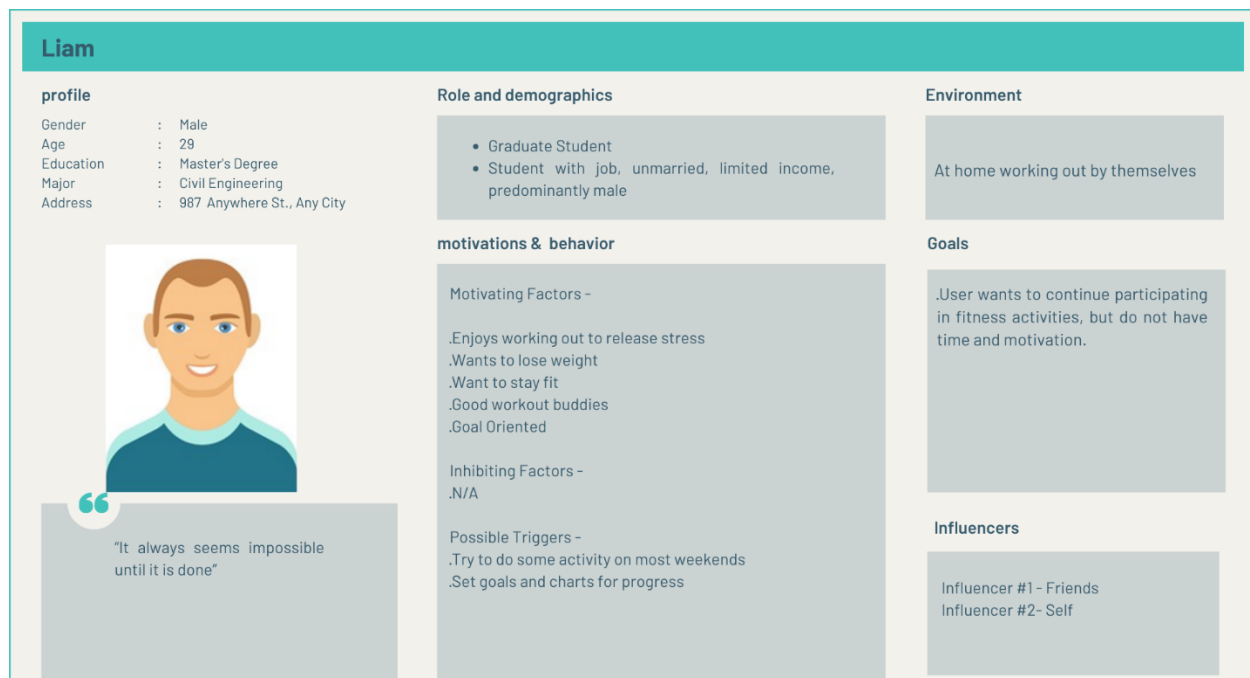 Liam
profile
Gender : Male
Age : 29
Education : Master's Degree
Major : Civil Engineering
Address : 987 Anywhere St., Any City
“It always seems impossible
until it is done”
Role and demographics
• Graduate Student
• Student with job, unmarried, limited income,
predominantly male
motivations & behavior
Motivating Factors -
.Enjoys working out to release stress
.Wants to lose weight
.Want to stay fit
.Good workout buddies
.Goal Oriented
Inhibiting Factors -
.N/A
Possible Triggers -
.Try to do some activity on most weekends
.Set goals and charts for progress
Environment
At home working out by themselves
Goals
.User wants to continue participating
in fitness activities, but do not have
time and motivation.
Influencers
Influencer #1 - Friends
Influencer #2- Self